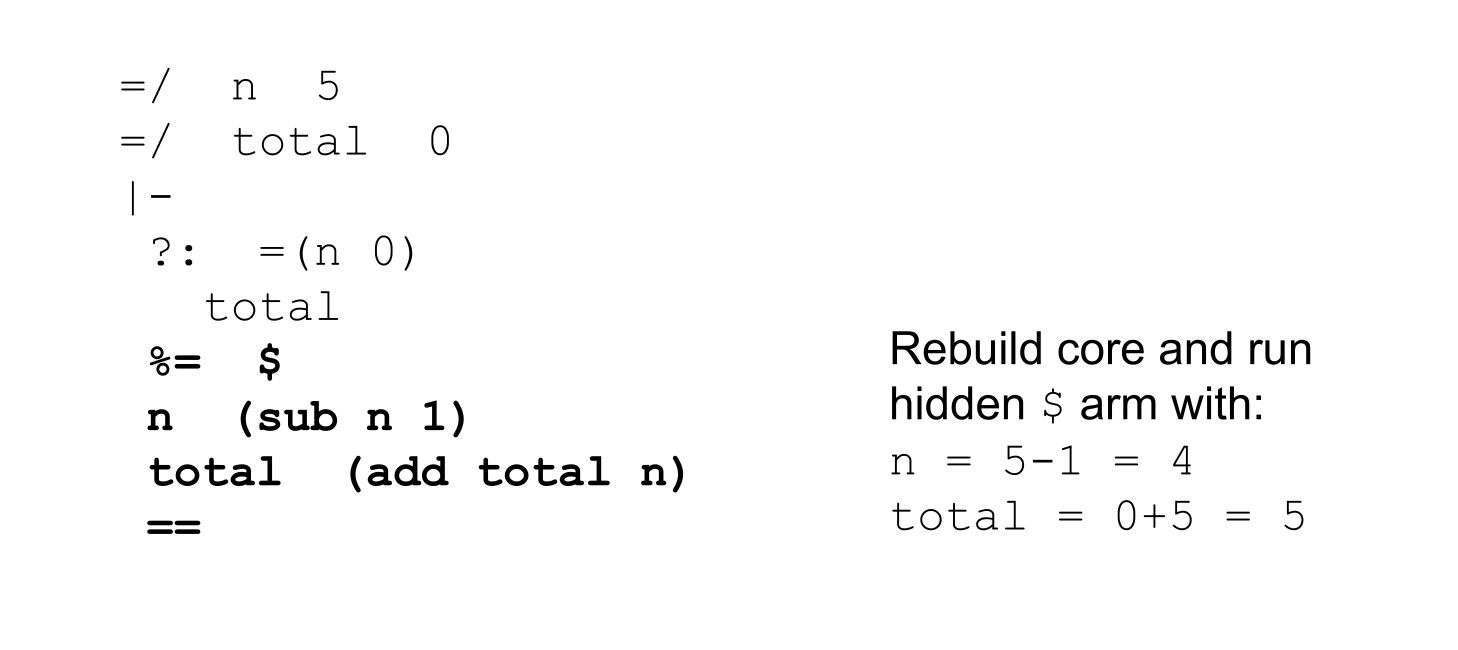 =/  n  5
=/  total  0
|-
?:  =(n 0)
total
%=  $
n  (sub n 1)
total  (add total n)
==
Rebuild core and run
hidden $ arm with:
n = 5-1 = 4
total = 0+5 = 5